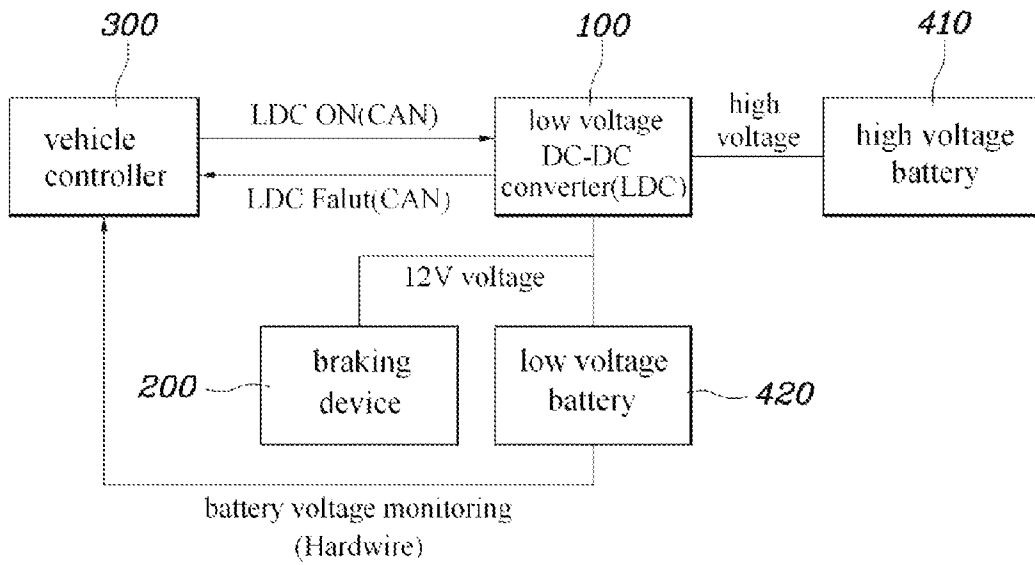 300
100
410
vehicle
controller
LDC ON(CAN)
LDC Falut(CAN)
low voltage
DC-DC
converter(LDC)
high
voltage
high voltage
battery
12V voltage
braking
device
low voltage
battery
200
420
battery voltage monitoring
(Hardwire)